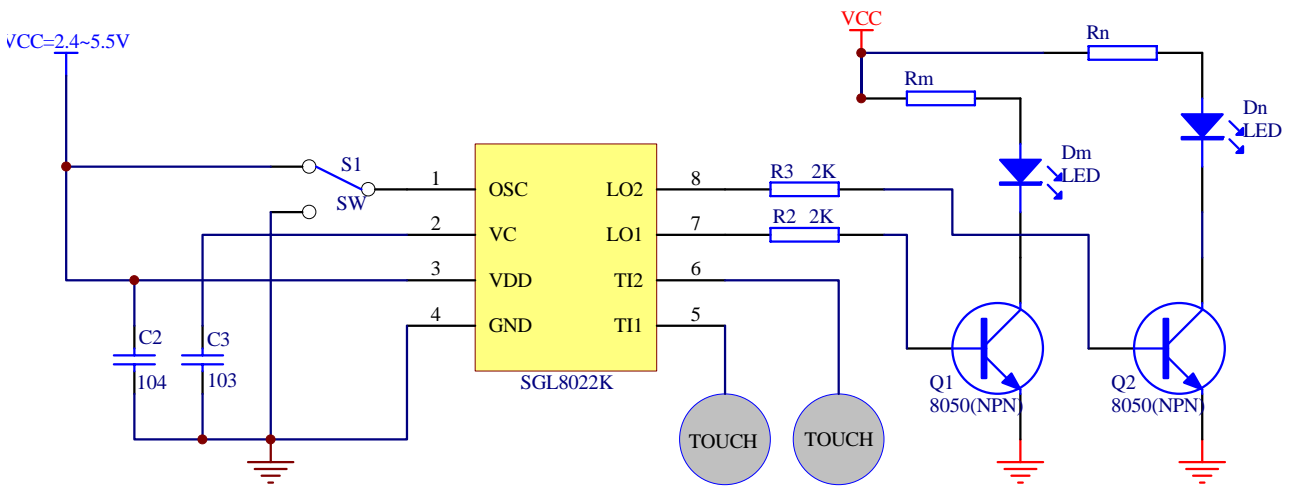 VCC=2.4~5.5V
VCC
Rn
Rm
Dn
LED
Dm
LED
S1
SW
1 OSC LO2 8 R3 2K
2 VC LO1 7 R2 2K
3 VDD TI2 6
4 GND TI1 5
SGL8022K
C2
104
C3
103
TOUCH
TOUCH
Q1
8050(NPN)
Q2
8050(NPN)